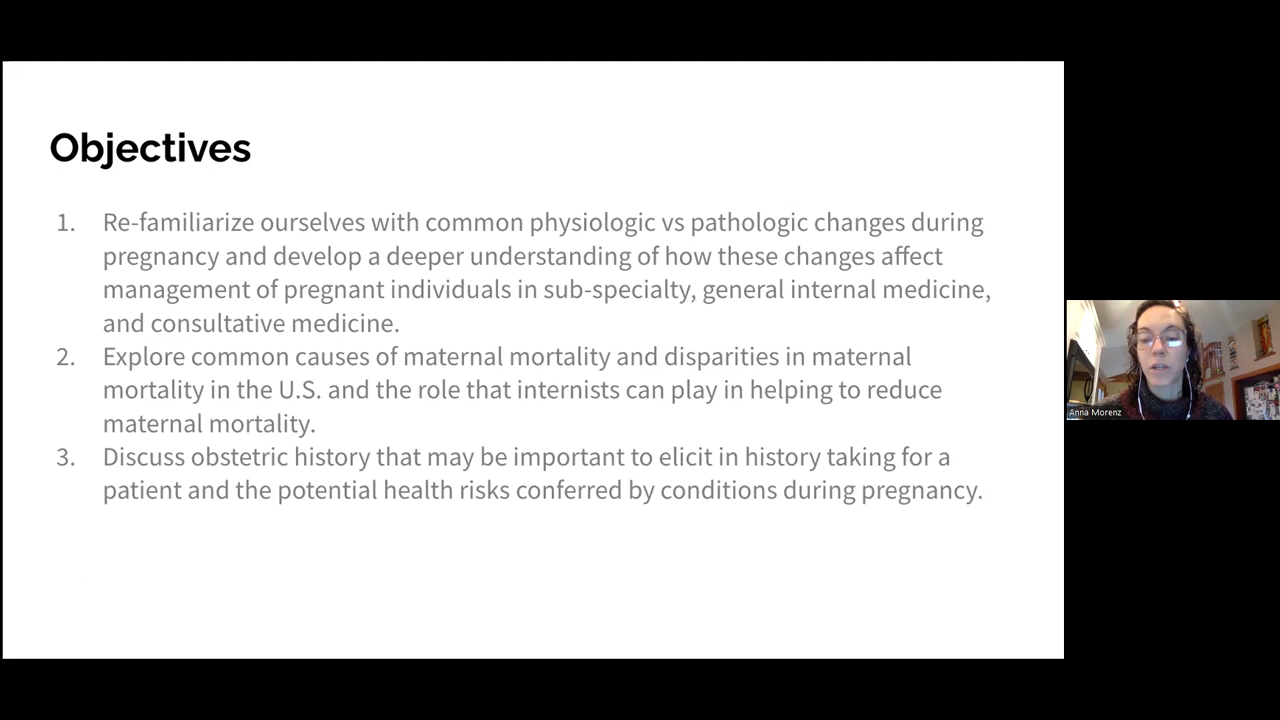 Objectives
1. Re-familiarize ourselves with common physiologic vs pathologic changes during
pregnancy and develop a deeper understanding of how these changes affect
management of pregnant individuals in sub-specialty, general internal medicine,
and consultative medicine.
2. Explore common causes of maternal mortality and disparities in maternal
mortality in the U.S. and the role that internists can play in helping to reduce
maternal mortality.
3. Discuss obstetric history that may be important to elicit in history taking for a
patient and the potential health risks conferred by conditions during pregnancy.
Anna Morenz